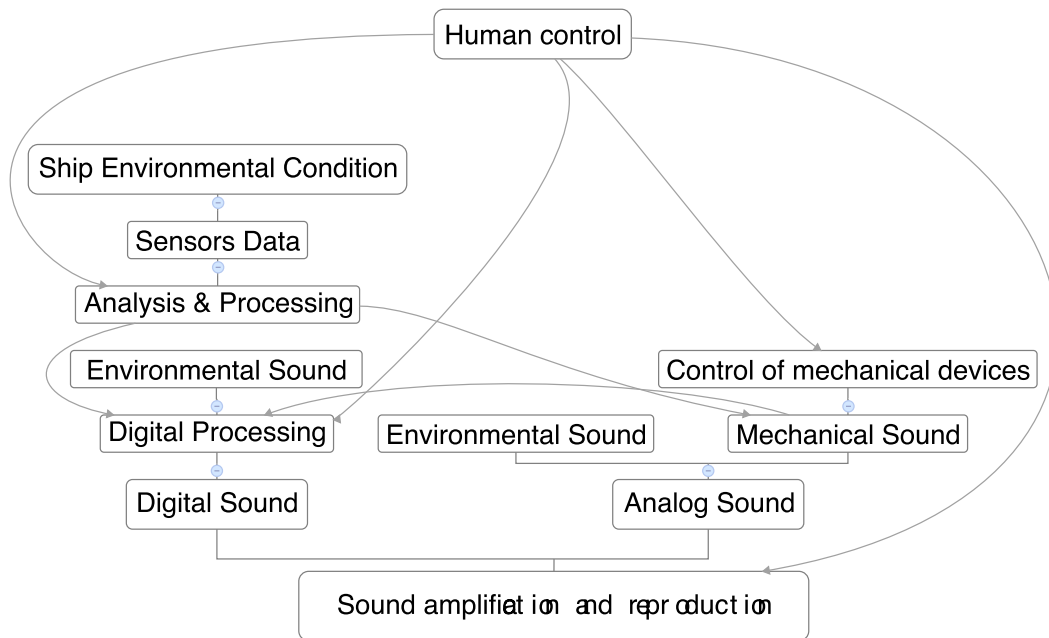 Human control
Ship Environmental Condition
Sensors Data
Analysis & Processing
Environmental Sound
Control of mechanical devices
Digital Processing
Environmental Sound
Mechanical Sound
Digital Sound
Analog Sound
Sound amplification and reproduction